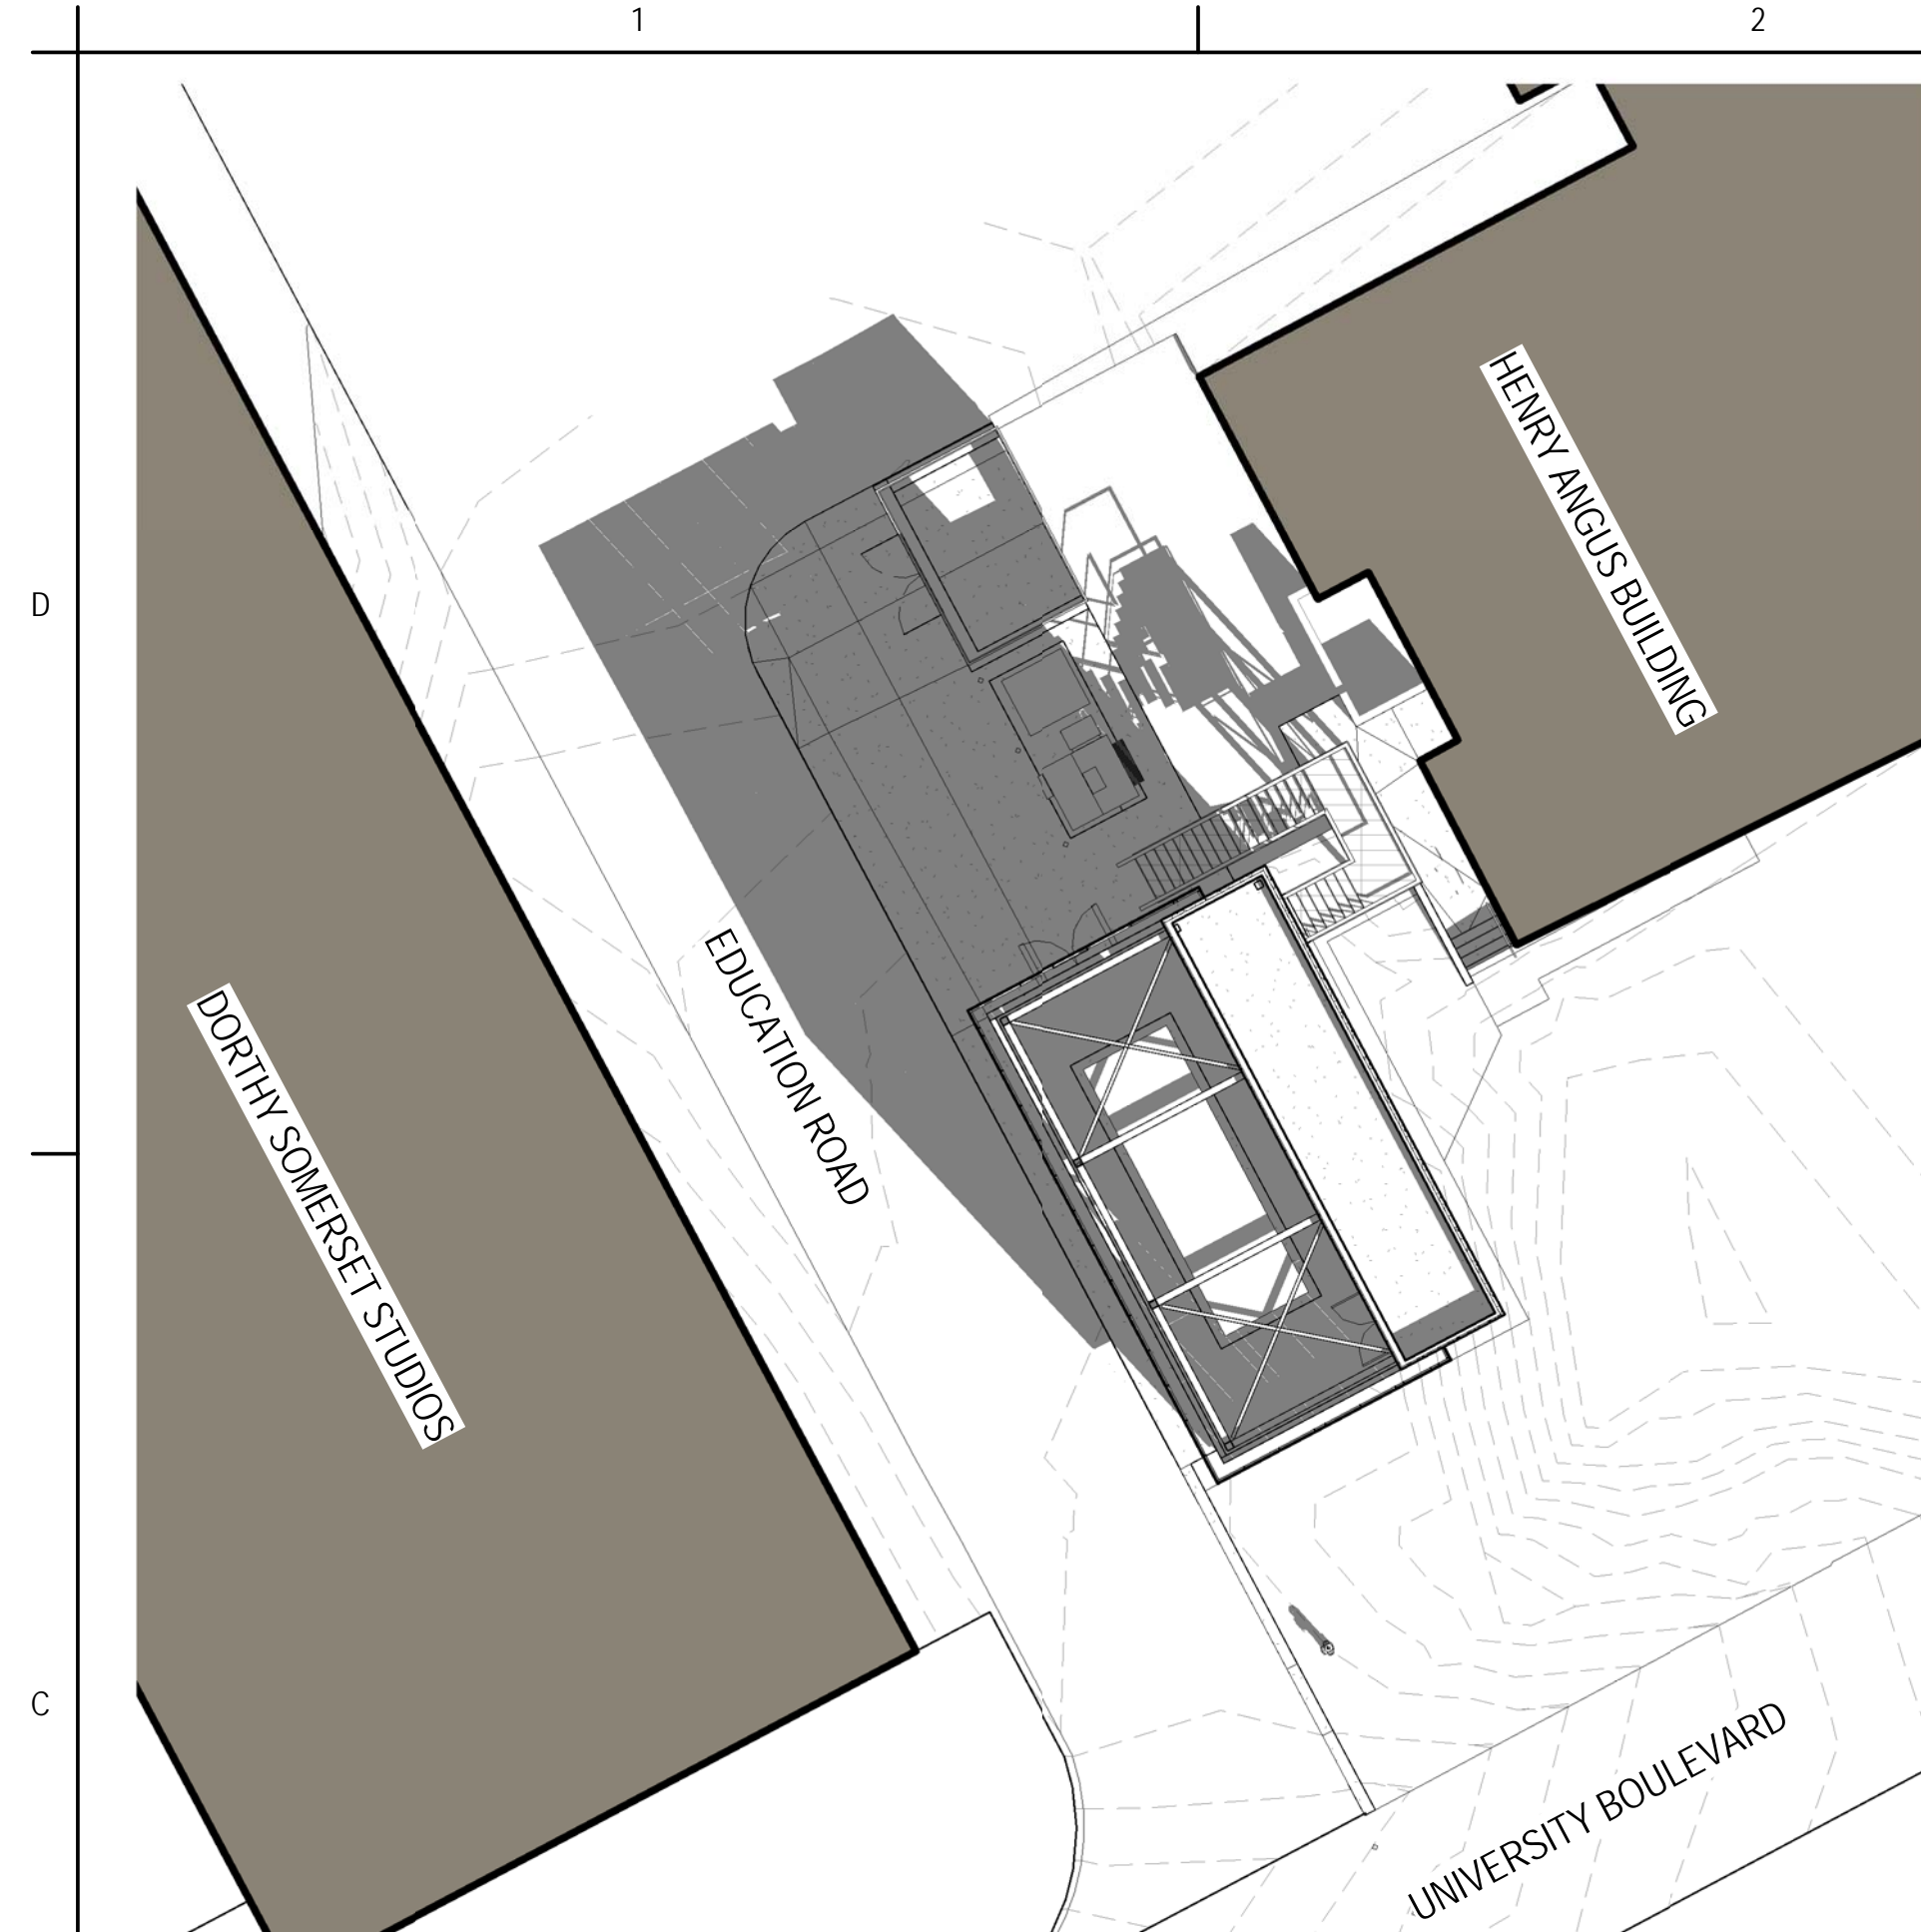 1
2
D
HENRY ANGUS BUILDING
EDUCATION ROAD
DORTHY SOMERSET STUDIOS
C
UNIVERSITY BOULEVARD